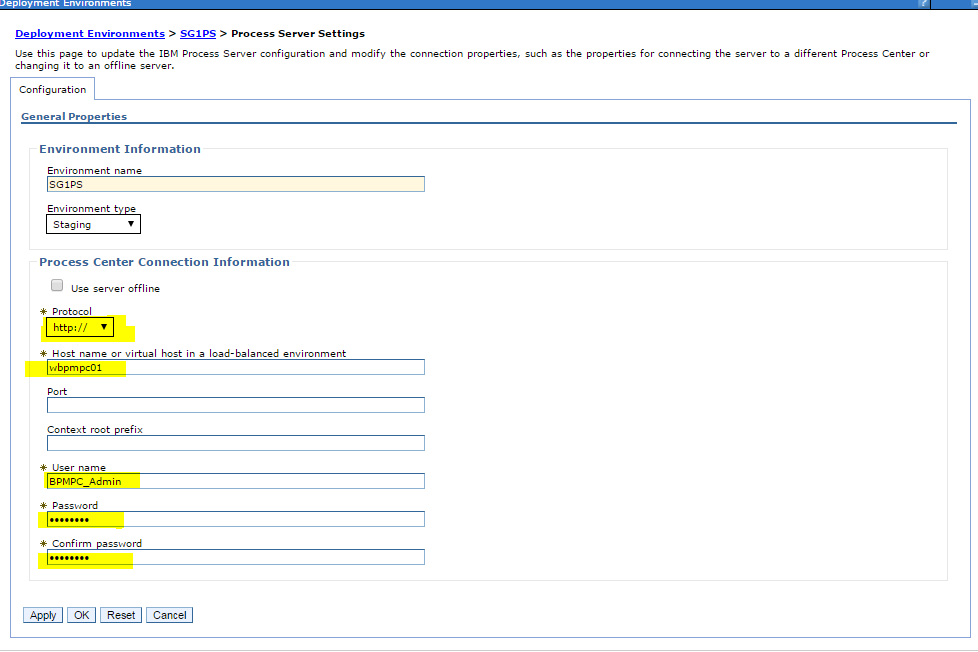 Deployment Environments ?
Deployment Environments > SG1PS > Process Server Settings
Use this page to update the IBM Process Server configuration and modify the connection properties, such as the properties for connecting the server to a different Process Center or
changing it to an offline server.
Configuration
General Properties
Environment Information
Environment name
SG1PS
Environment type
Staging
Process Center Connection Information
Use server offline
* Protocol
http://
* Host name or virtual host in a load-balanced environment
wbpmpc01
Port
Context root prefix
* User name
BPMPC_Admin
* Password
••••••••
* Confirm password
••••••••
Apply OK Reset Cancel